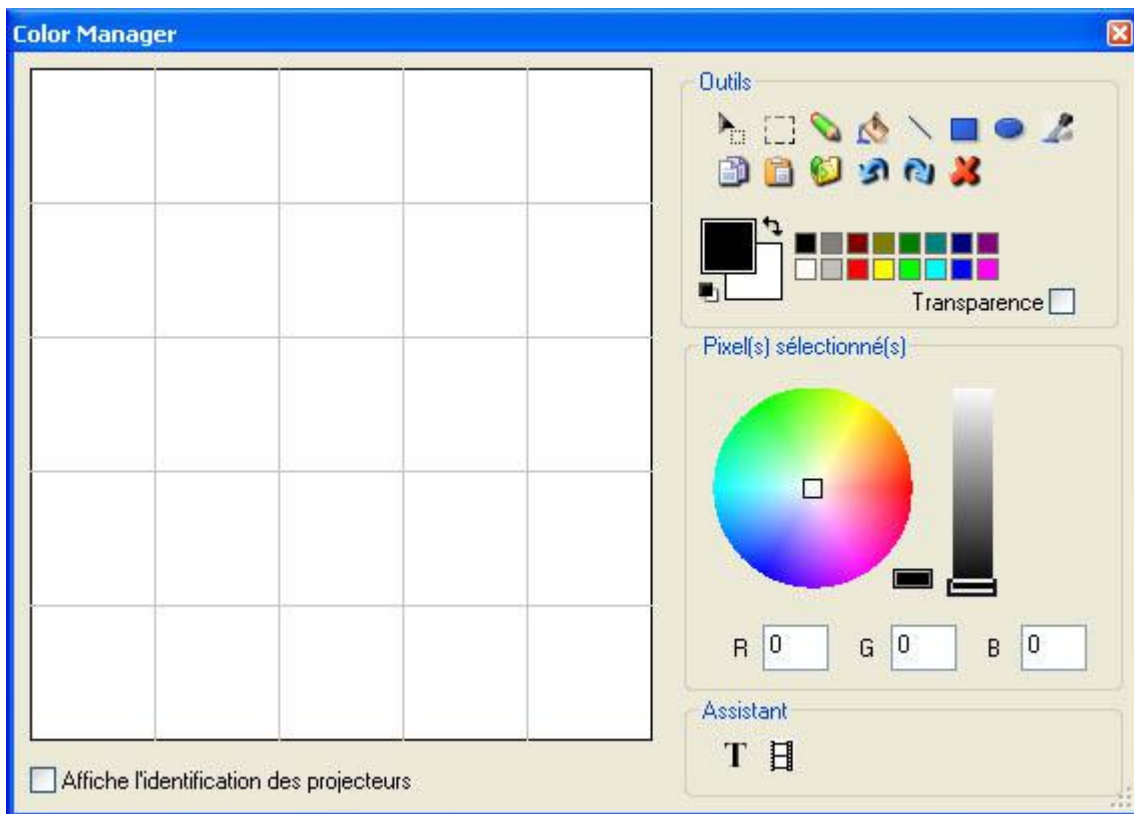 Color Manager
Outils
Transparence
Pixel(s) sélectionné(s)
R 0 G 0 B 0
Assistant
T
Affiche l'identification des projecteurs